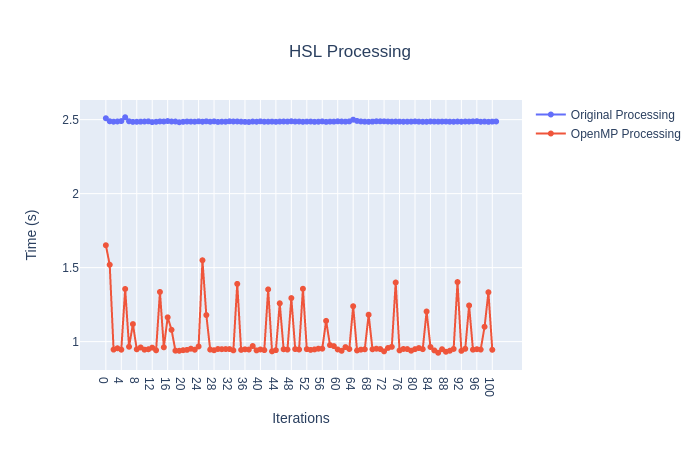 HSL Processing
Original Processing
OpenMP Processing
2.5
2
1.5
1
Time (s)
0 4 8 12 16 20 24 28 32 36 40 44 48 52 56 60 64 68 72 76 80 84 88 92 96 100
Iterations